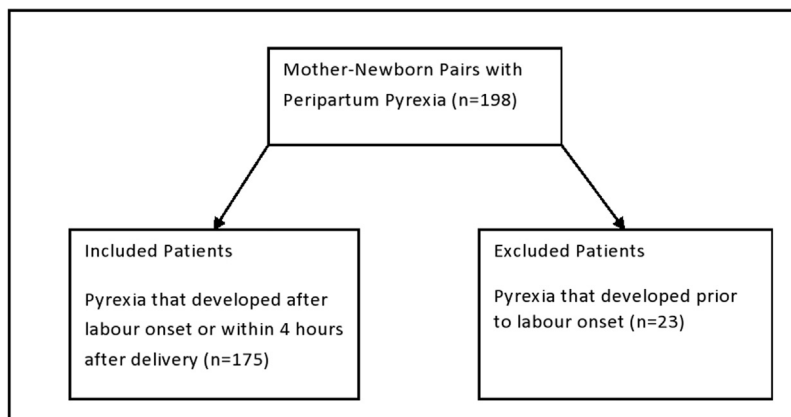 Mother-Newborn Pairs with
Peripartum Pyrexia (n=198)
Included Patients
Pyrexia that developed after
labour onset or within 4 hours
after delivery (n=175)
Excluded Patients
Pyrexia that developed prior
to labour onset (n=23)